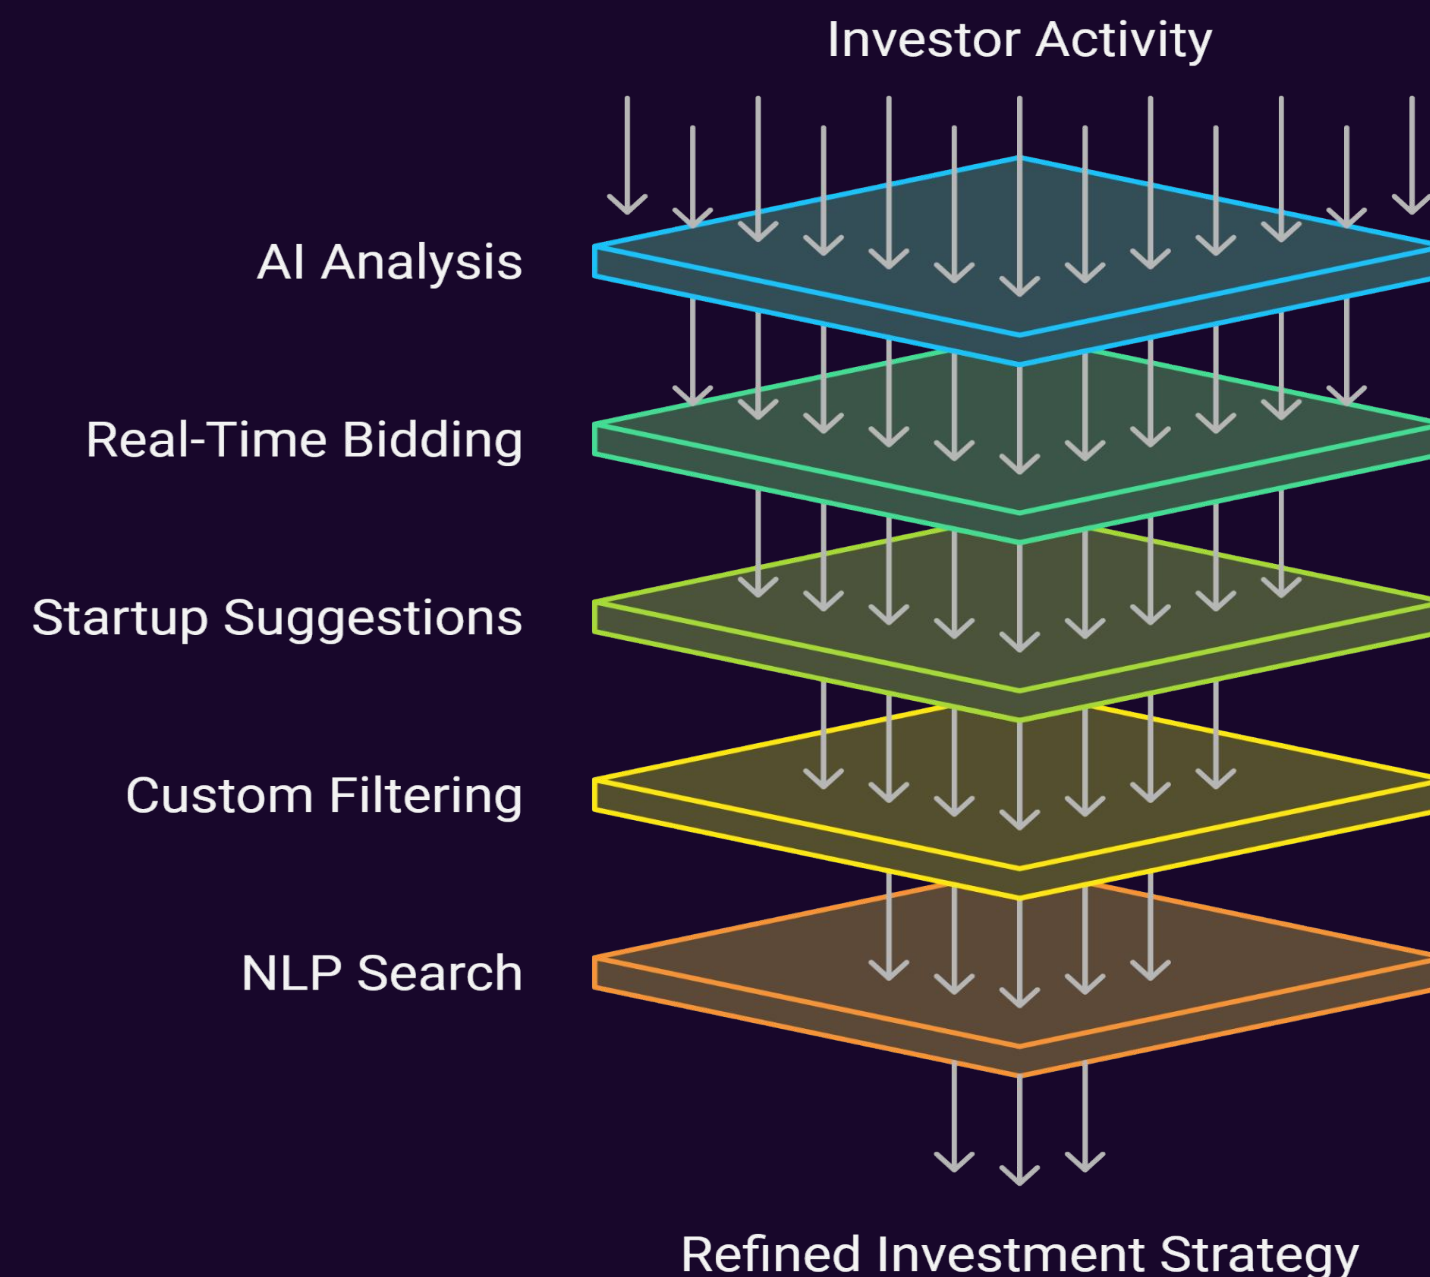 Investor Activity
AI Analysis
Real-Time Bidding
Startup Suggestions
Custom Filtering
NLP Search
Refined Investment Strategy